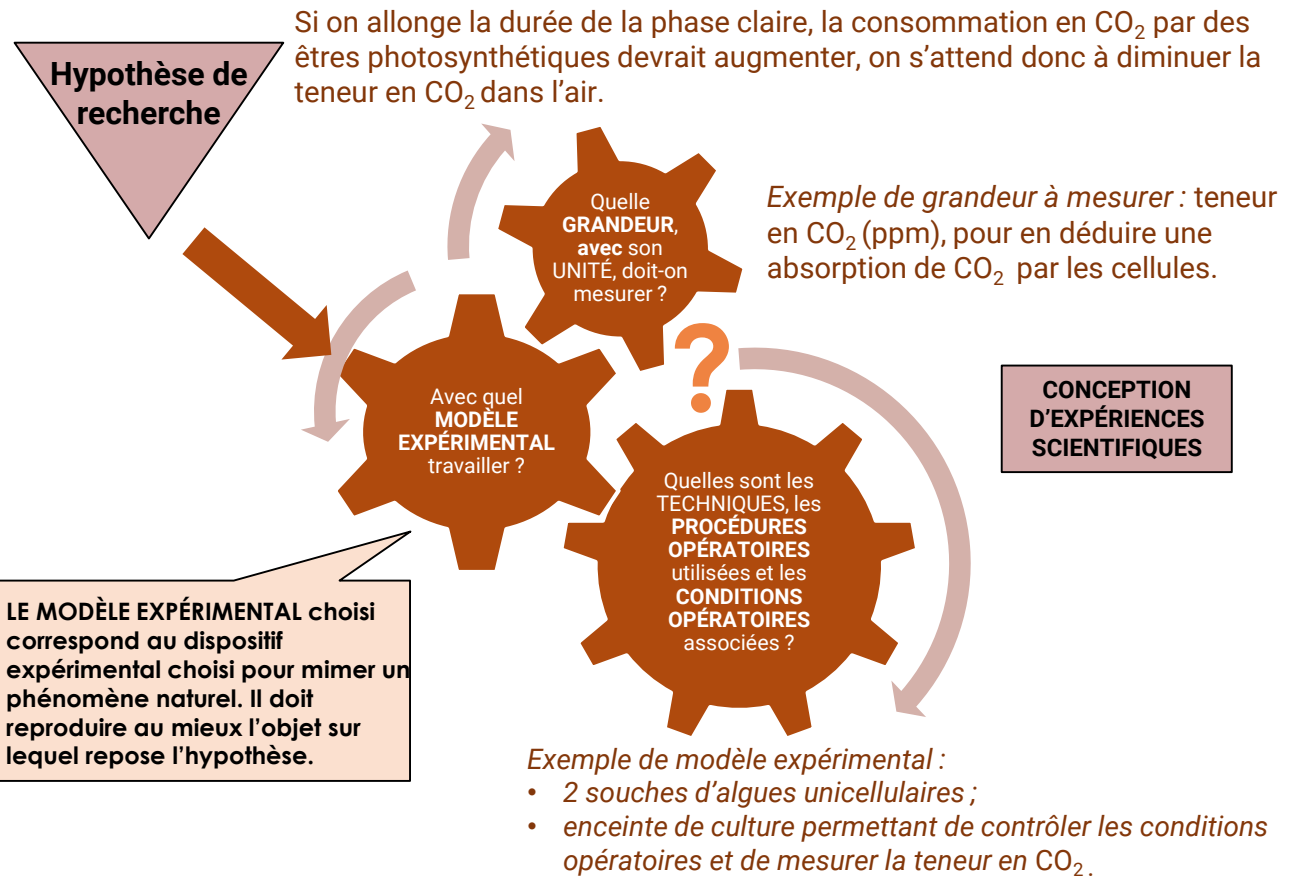 Si on allonge la durée de la phase claire, la consommation en CO₂ par des
êtres photosynthétiques devrait augmenter, on s’attend donc à diminuer la
teneur en CO₂ dans l’air.
Hypothèse de
recherche
Quelle
GRANDEUR,
avec son
UNITÉ, doit-on
mesurer ?
Exemple de grandeur à mesurer : teneur
en CO₂ (ppm), pour en déduire une
absorption de CO₂ par les cellules.
?
Avec quel
MODÈLE
EXPÉRIMENTAL
travailler ?
CONCEPTION
D’EXPÉRIENCES
SCIENTIFIQUES
Quelles sont les
TECHNIQUES, les
PROCÉDURES
OPÉRATOIRES
utilisées et les
CONDITIONS
OPÉRATOIRES
associées ?
LE MODÈLE EXPÉRIMENTAL choisi
correspond au dispositif
expérimental choisi pour mimer un
phénomène naturel. Il doit
reproduire au mieux l’objet sur
lequel repose l’hypothèse.
Exemple de modèle expérimental :
• 2 souches d’algues unicellulaires ;
• enceinte de culture permettant de contrôler les conditions
opératoires et de mesurer la teneur en CO₂.